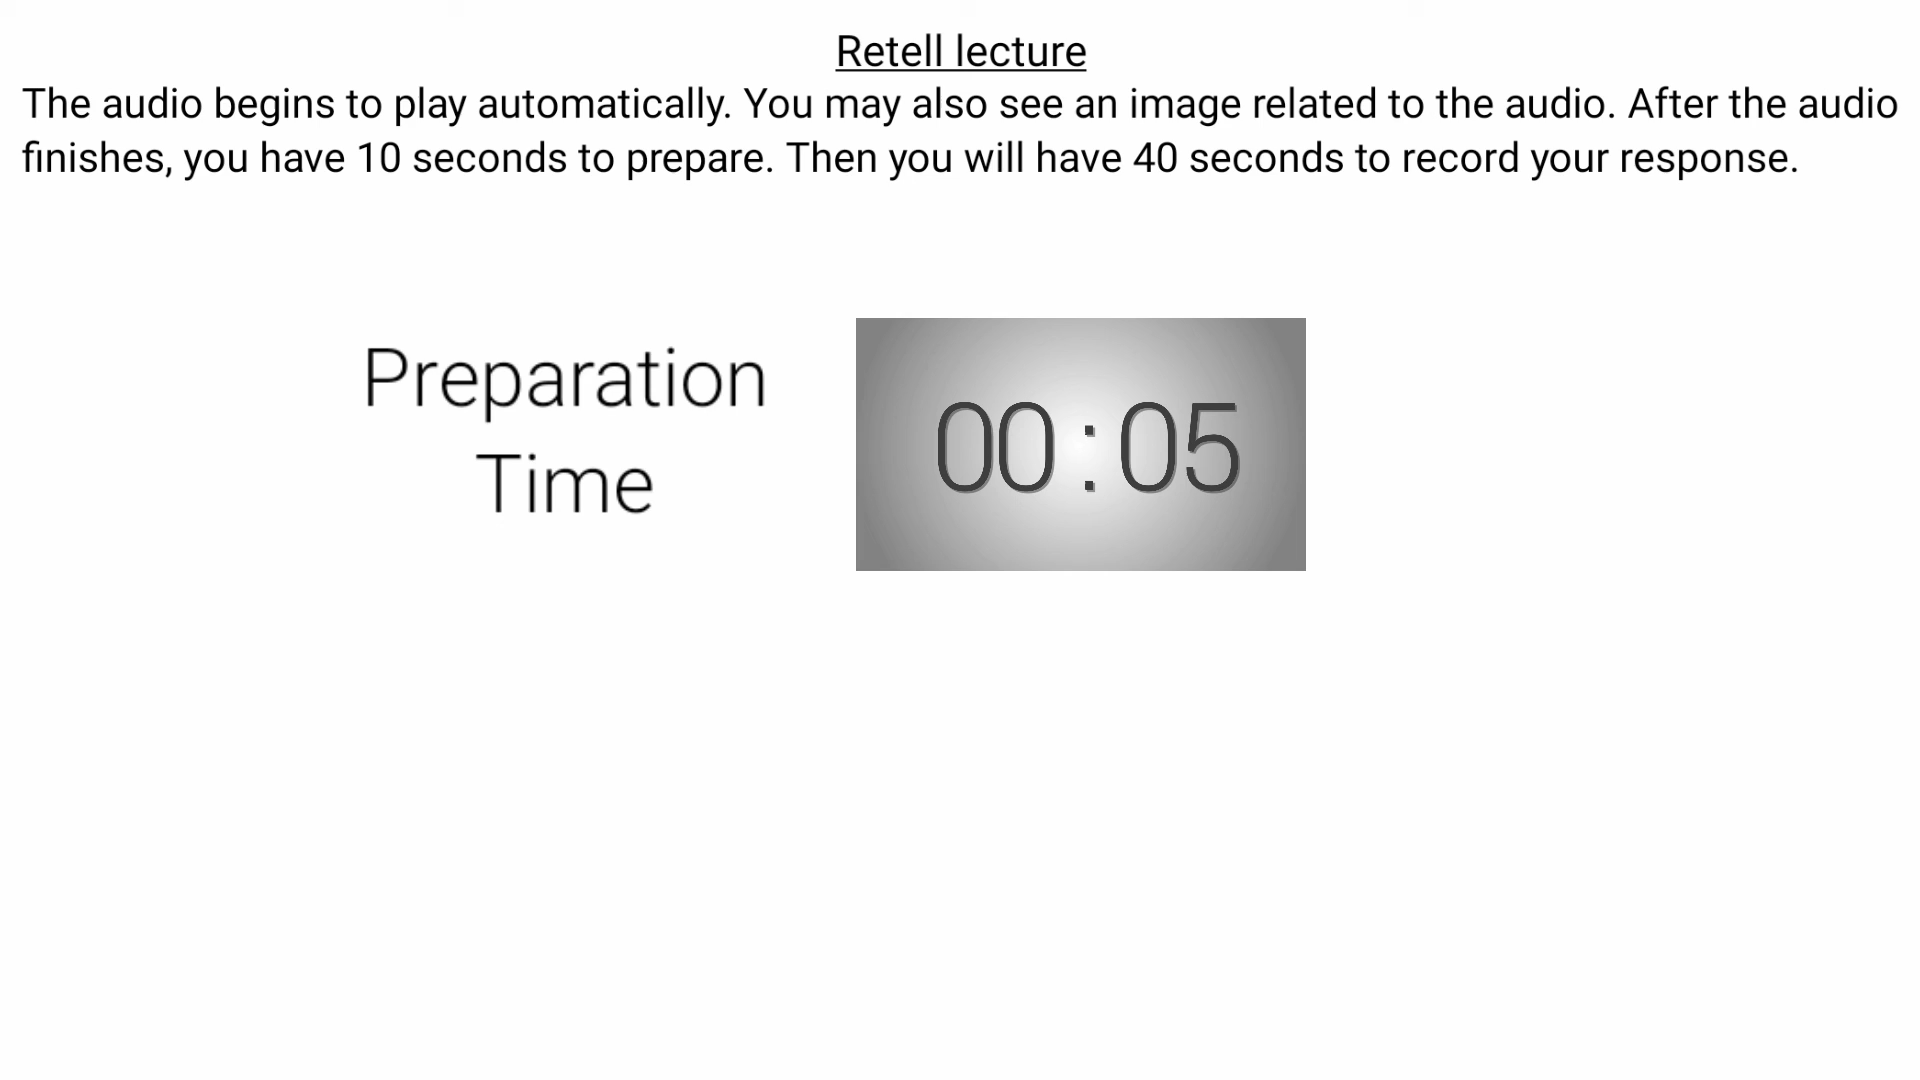 Retell lecture
The audio begins to play automatically. You may also see an image related to the audio. After the audio
finishes, you have 10 seconds to prepare. Then you will have 40 seconds to record your response.
Preparation
Time
00:05